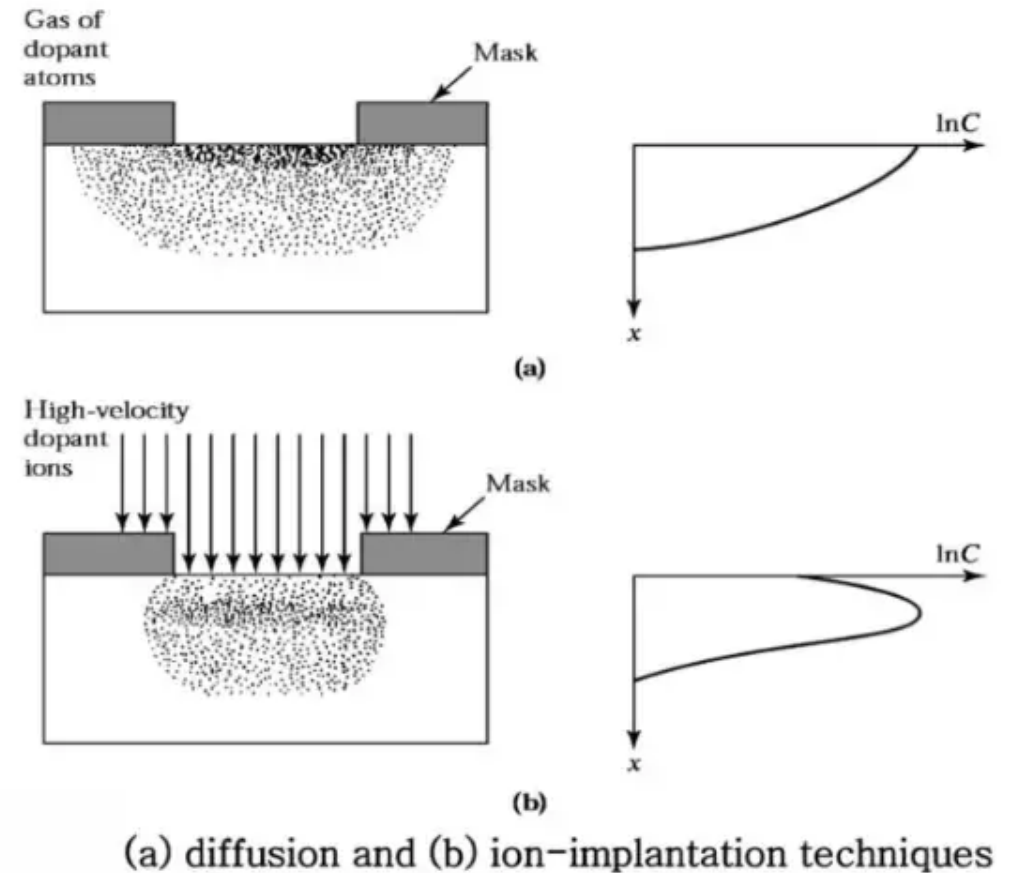 Gas of
dopant
atoms
Mask
lnC
x
(a)
High-velocity
dopant
ions
Mask
lnC
x
(b)
(a) diffusion and (b) ion-implantation techniques